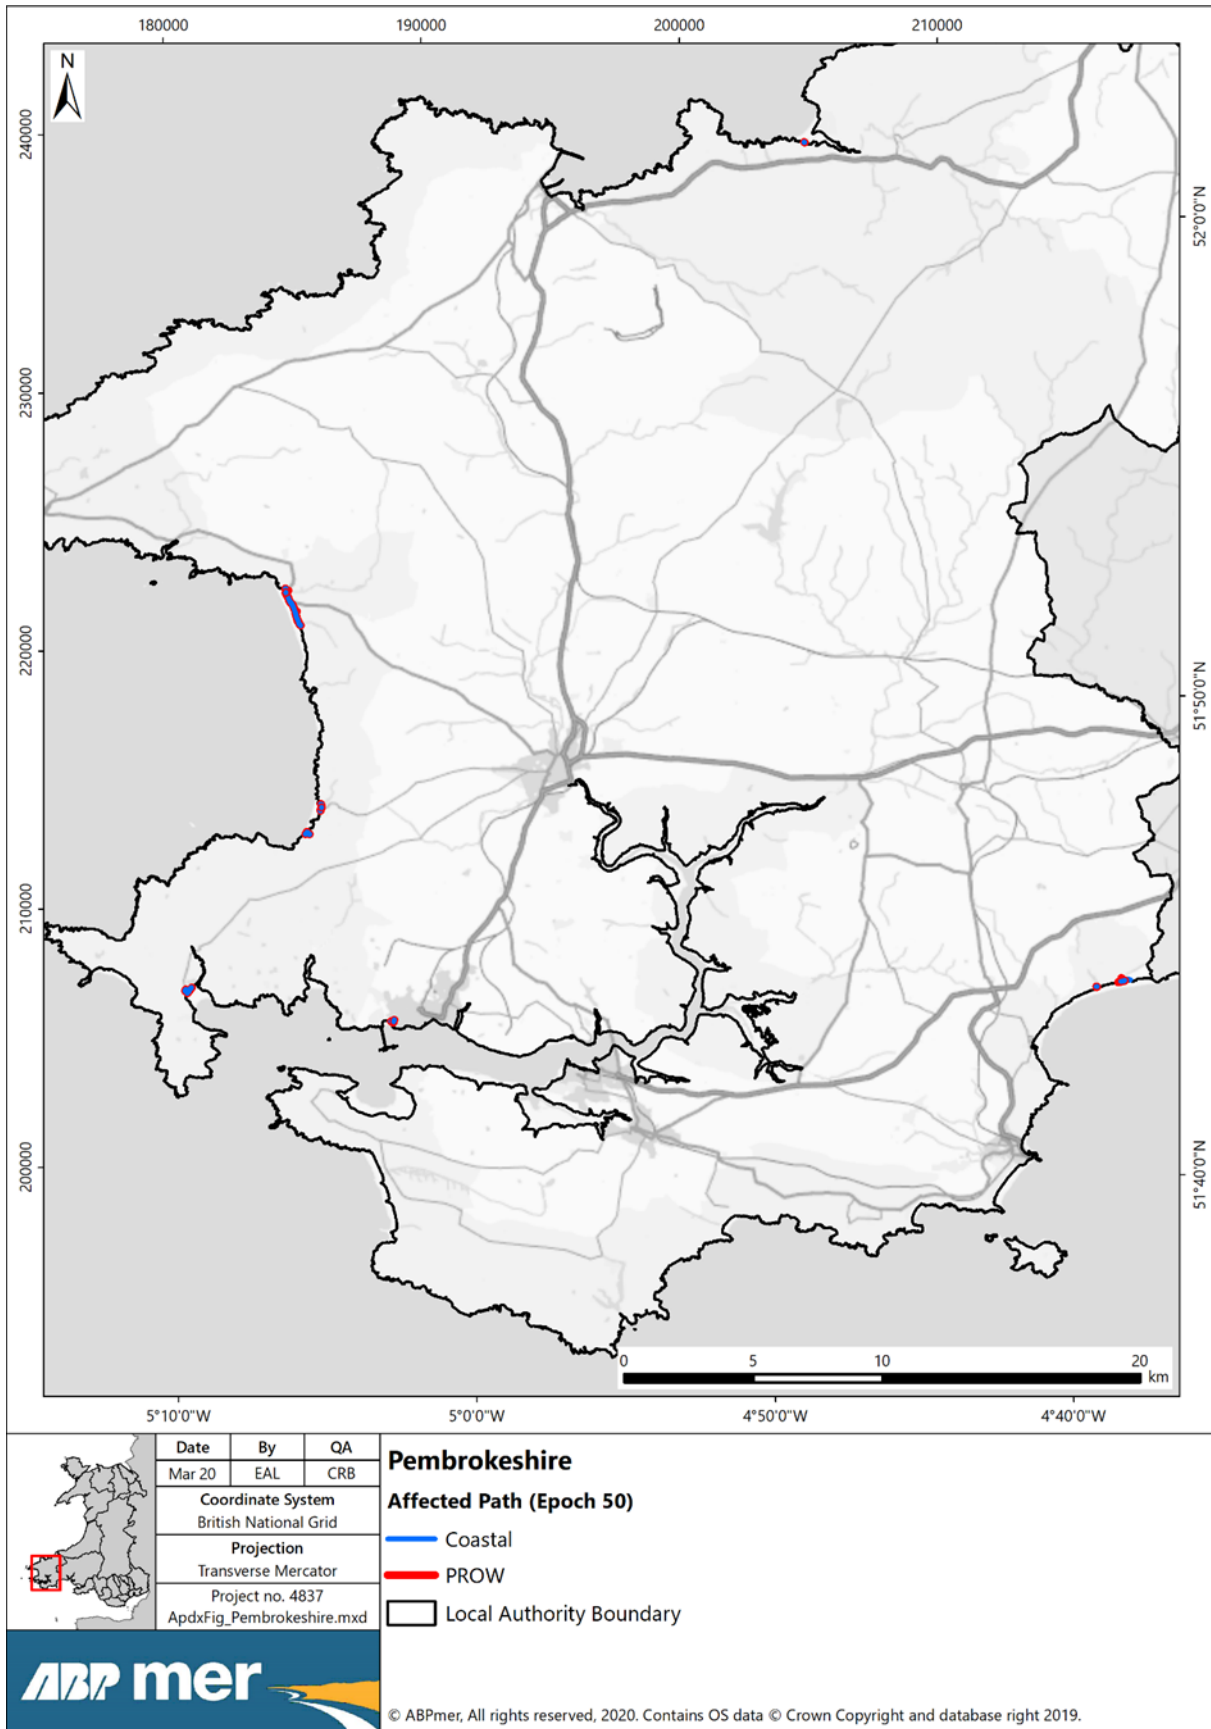 180000
190000
200000
210000
N
240000
230000
220000
210000
200000
52°0'0"N
51°50'N
51°40'N
0
5
10
20
km
5°10'0"W
5°0'0"W
4°50'0"W
4°40'0"W
Date
By
QA
Mar 20
EAL
CRB
Coordinate System
British National Grid
Projection
Transverse Mercator
Project no. 4837
ApdxFig_Pembrokeshire.mxd
ABP mer
Pembrokeshire
Affected Path (Epoch 50)
Coastal
PROW
Local Authority Boundary
© ABPmer, All rights reserved, 2020. Contains OS data © Crown Copyright and database right 2019.